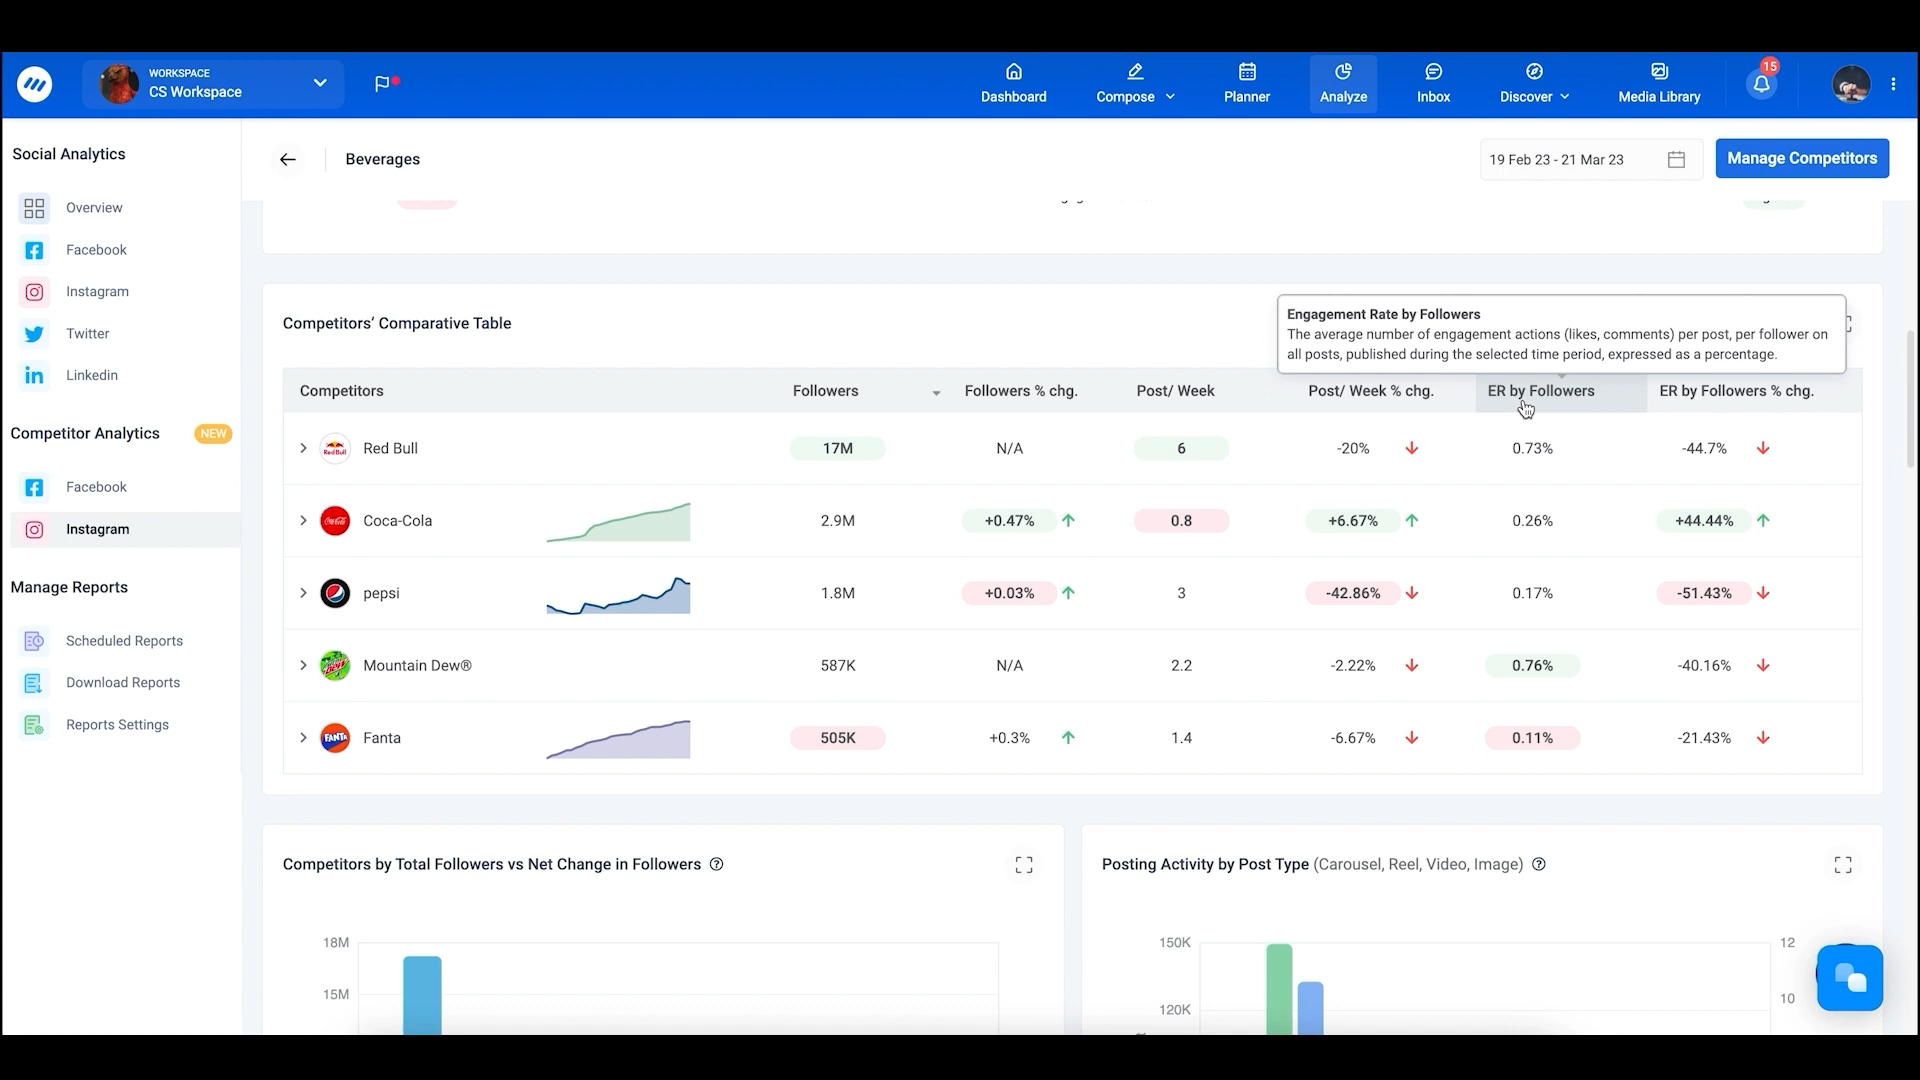 WORKSPACE
CS Workspace
Dashboard
Compose
Planner
Analyze
Inbox
Discover
Media Library
15
Social Analytics
Overview
Facebook
Instagram
Twitter
Linkedin
Competitor Analytics NEW
Facebook
Instagram
Manage Reports
Scheduled Reports
Download Reports
Reports Settings
Beverages
19 Feb 23 - 21 Mar 23
Manage Competitors
Competitors' Comparative Table
Engagement Rate by Followers
The average number of engagement actions (likes, comments) per post, per follower on
all posts, published during the selected time period, expressed as a percentage.
Competitors Followers Followers % chg. Post/ Week Post/ Week % chg. ER by Followers ER by Followers % chg.
RedBull Red Bull 17M N/A 6 -20% 0.73% -44.7%
Coca-Cola Coca-Cola 2.9M +0.47% 0.8 +6.67% 0.26% +44.44%
pepsi 1.8M +0.03% 3 -42.86% 0.17% -51.43%
Mountain Dew® 587K N/A 2.2 -2.22% 0.76% -40.16%
FANTA Fanta 505K +0.3% 1.4 -6.67% 0.11% -21.43%
Competitors by Total Followers vs Net Change in Followers
18M
15M
Posting Activity by Post Type (Carousel, Reel, Video, Image)
150K 12
120K 10